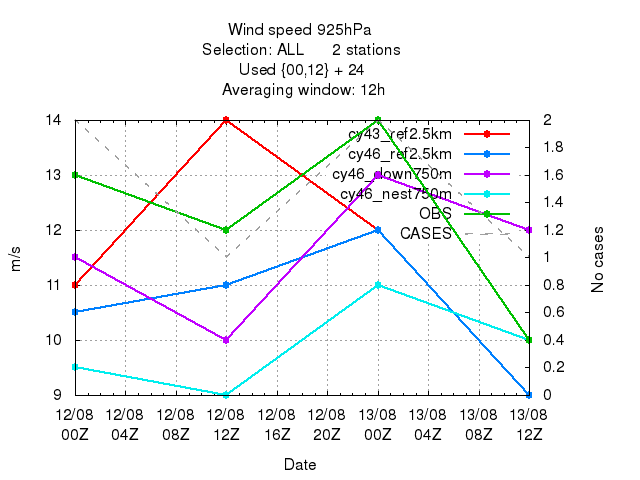 Wind speed 925hPa
Selection: ALL 2 stations
Used {00,12} + 24
Averaging window: 12h
14 2
cy43_ref2.5km 1.8
cy46_ref2.5km
13 cy46_down750m 1.6
cy46_nest750m 1.4
OBS
12 CASES 1.2
m/s 11 10 9
No cases 1 0.8 0.6 0.4 0.2 0
12/08 12/08 12/08 12/08 12/08 12/08 13/08 13/08 13/08 13/08
00Z 04Z 08Z 12Z 16Z 20Z 00Z 04Z 08Z 12Z
Date